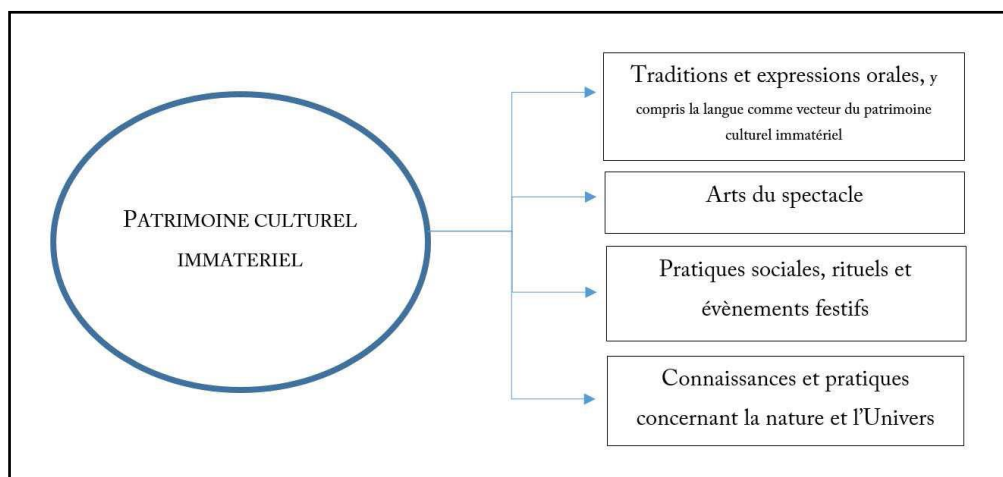 PATRIMOINE CULTUREL
IMMATERIEL
Traditions et expressions orales, y
compris la langue comme vecteur du patrimoine
culturel immatériel
Arts du spectacle
Pratiques sociales, rituels et
évènements festifs
Connaissances et pratiques
concernant la nature et l'Univers